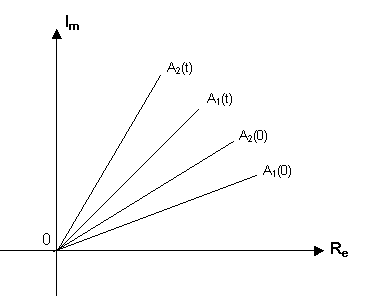 Im
A2(t)
A1(t)
A2(0)
A1(0)
0
Re